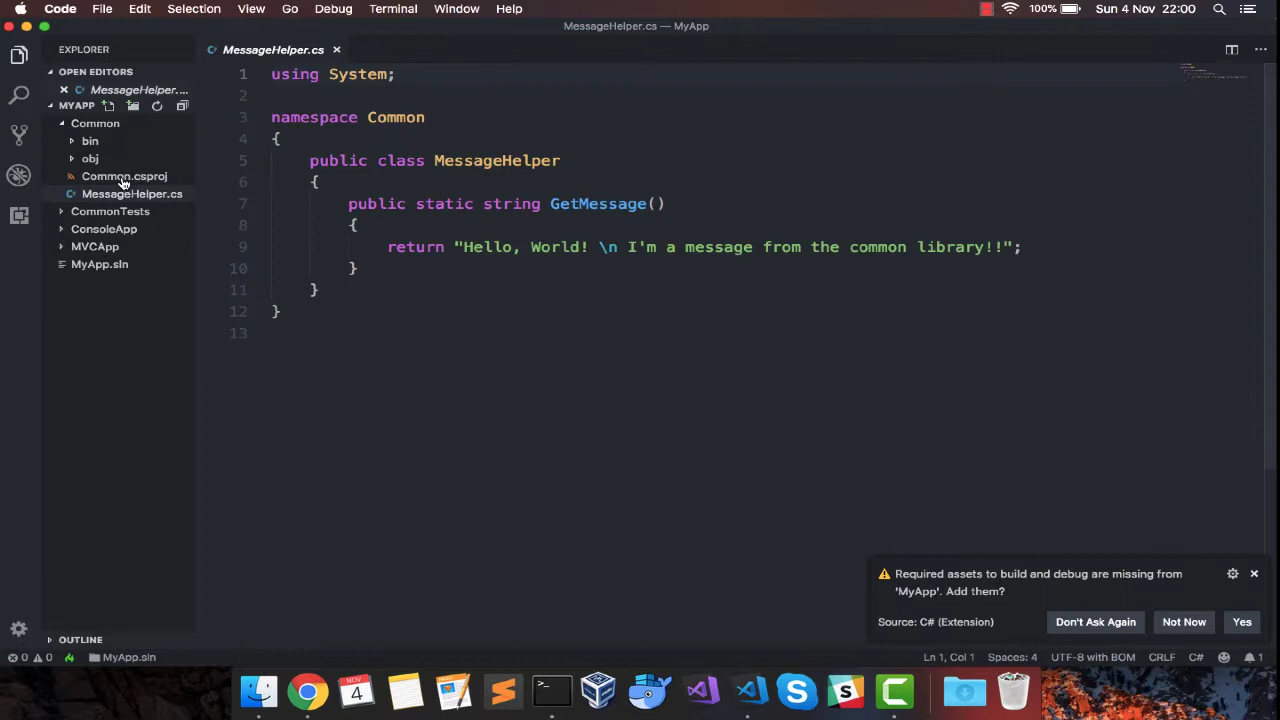 Code File Edit Selection View Go Debug Terminal Window Help 100% Sun 4 Nov 22:00
MessageHelper.cs — MyApp
EXPLORER
MessageHelper.cs
OPEN EDITORS
MessageHelper....
MYAPP
Common
bin
obj
Common.csproj
MessageHelper.cs
CommonTests
ConsoleApp
MVCApp
MyApp.sln
OUTLINE
1 using System;
2
3 namespace Common
4 {
5 public class MessageHelper
6 {
7 public static string GetMessage()
8 {
9 return "Hello, World! \n I'm a message from the common library!!";
10 }
11 }
12 }
13
Required assets to build and debug are missing from
'MyApp'. Add them?
Source: C# (Extension) Don't Ask Again Not Now Yes
0 0 MyApp.sln Ln 1, Col 1 Spaces: 4 UTF-8 with BOM CRLF C# 1
NOV
4